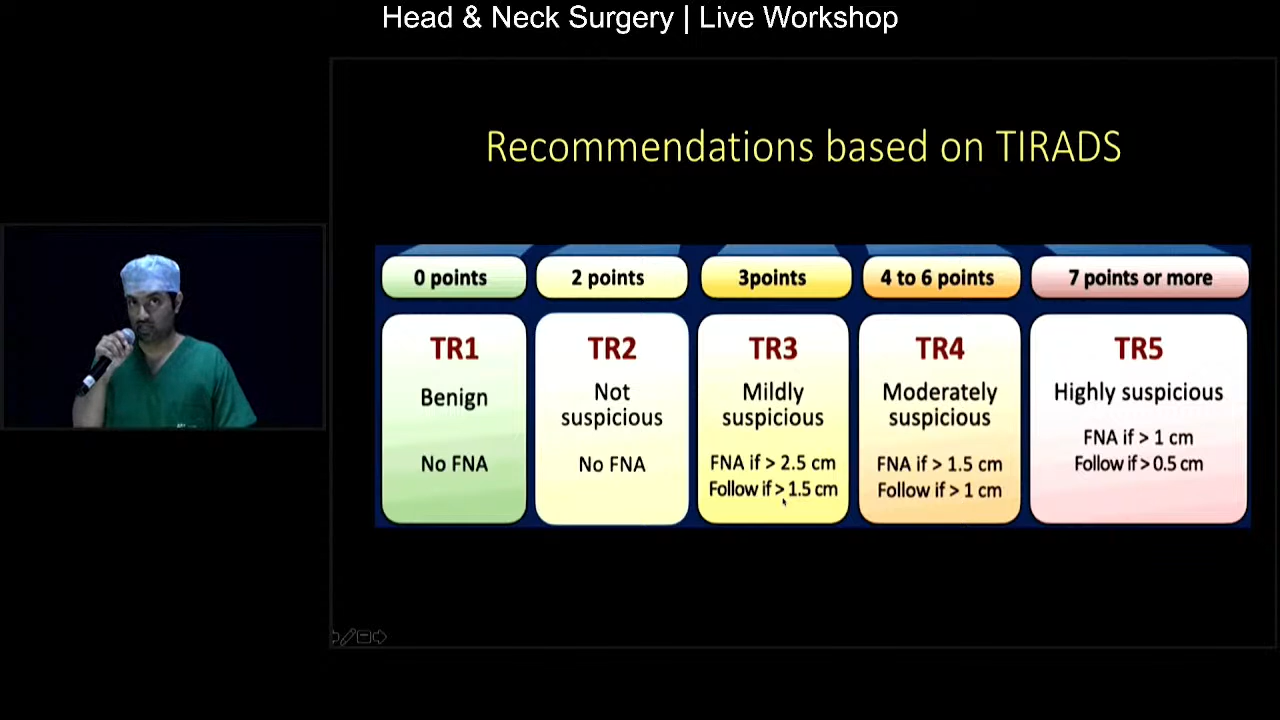 Head & Neck Surgery | Live Workshop
Recommendations based on TIRADS
0 points
2 points
3points
4 to 6 points
7 points or more
TR1
Benign
No FNA
TR2
Not
suspicious
No FNA
TR3
Mildly
suspicious
FNA if > 2.5 cm
Follow if > 1.5 cm
TR4
Moderately
suspicious
FNA if > 1.5 cm
Follow if > 1 cm
TR5
Highly suspicious
FNA if > 1 cm
Follow if > 0.5 cm